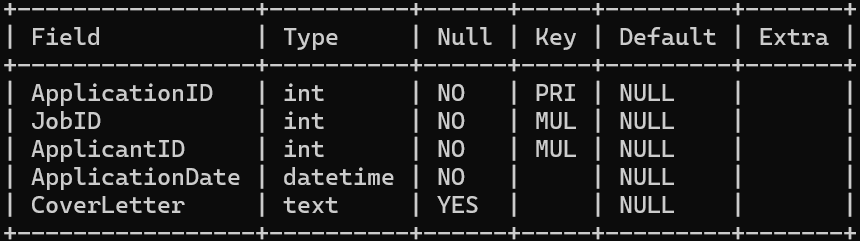 +-----------------+----------+------+-----+---------+-------+
| Field           | Type     | Null | Key | Default | Extra |
+-----------------+----------+------+-----+---------+-------+
| ApplicationID   | int      | NO   | PRI | NULL    |       |
| JobID           | int      | NO   | MUL | NULL    |       |
| ApplicantID     | int      | NO   | MUL | NULL    |       |
| ApplicationDate | datetime | NO   |     | NULL    |       |
| CoverLetter     | text     | YES  |     | NULL    |       |
+-----------------+----------+------+-----+---------+-------+